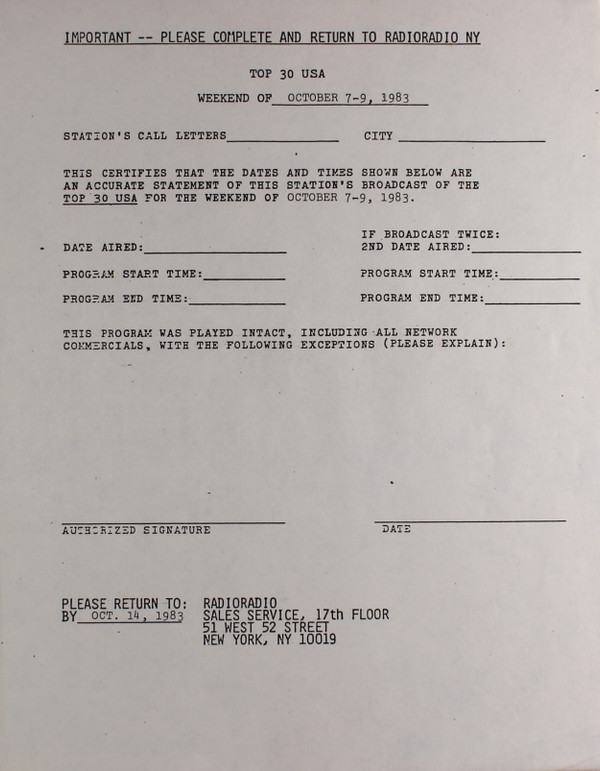 IMPORTANT -- PLEASE COMPLETE AND RETURN TO RADIORADIO NY
TOP 30 USA
WEEKEND OF OCTOBER 7-9, 1983
STATION'S CALL LETTERS CITY
THIS CERTIFIES THAT THE DATES AND TIMES SHOWN BELOW ARE
AN ACCURATE STATEMENT OF THIS STATION'S BROADCAST OF THE
TOP 30 USA FOR THE WEEKEND OF OCTOBER 7-9, 1983.
IF BROADCAST TWICE:
DATE AIRED: 2ND DATE AIRED:
PROGRAM START TIME: PROGRAM START TIME:
PROGRAM END TIME: PROGRAM END TIME:
THIS PROGRAM WAS PLAYED INTACT, INCLUDING ALL NETWORK
COMMERCIALS, WITH THE FOLLOWING EXCEPTIONS (PLEASE EXPLAIN):
AUTHORIZED SIGNATURE DATE
PLEASE RETURN TO: RADIORADIO
BY OCT. 14, 1983 SALES SERVICE, 17th FLOOR
51 WEST 52 STREET
NEW YORK, NY 10019